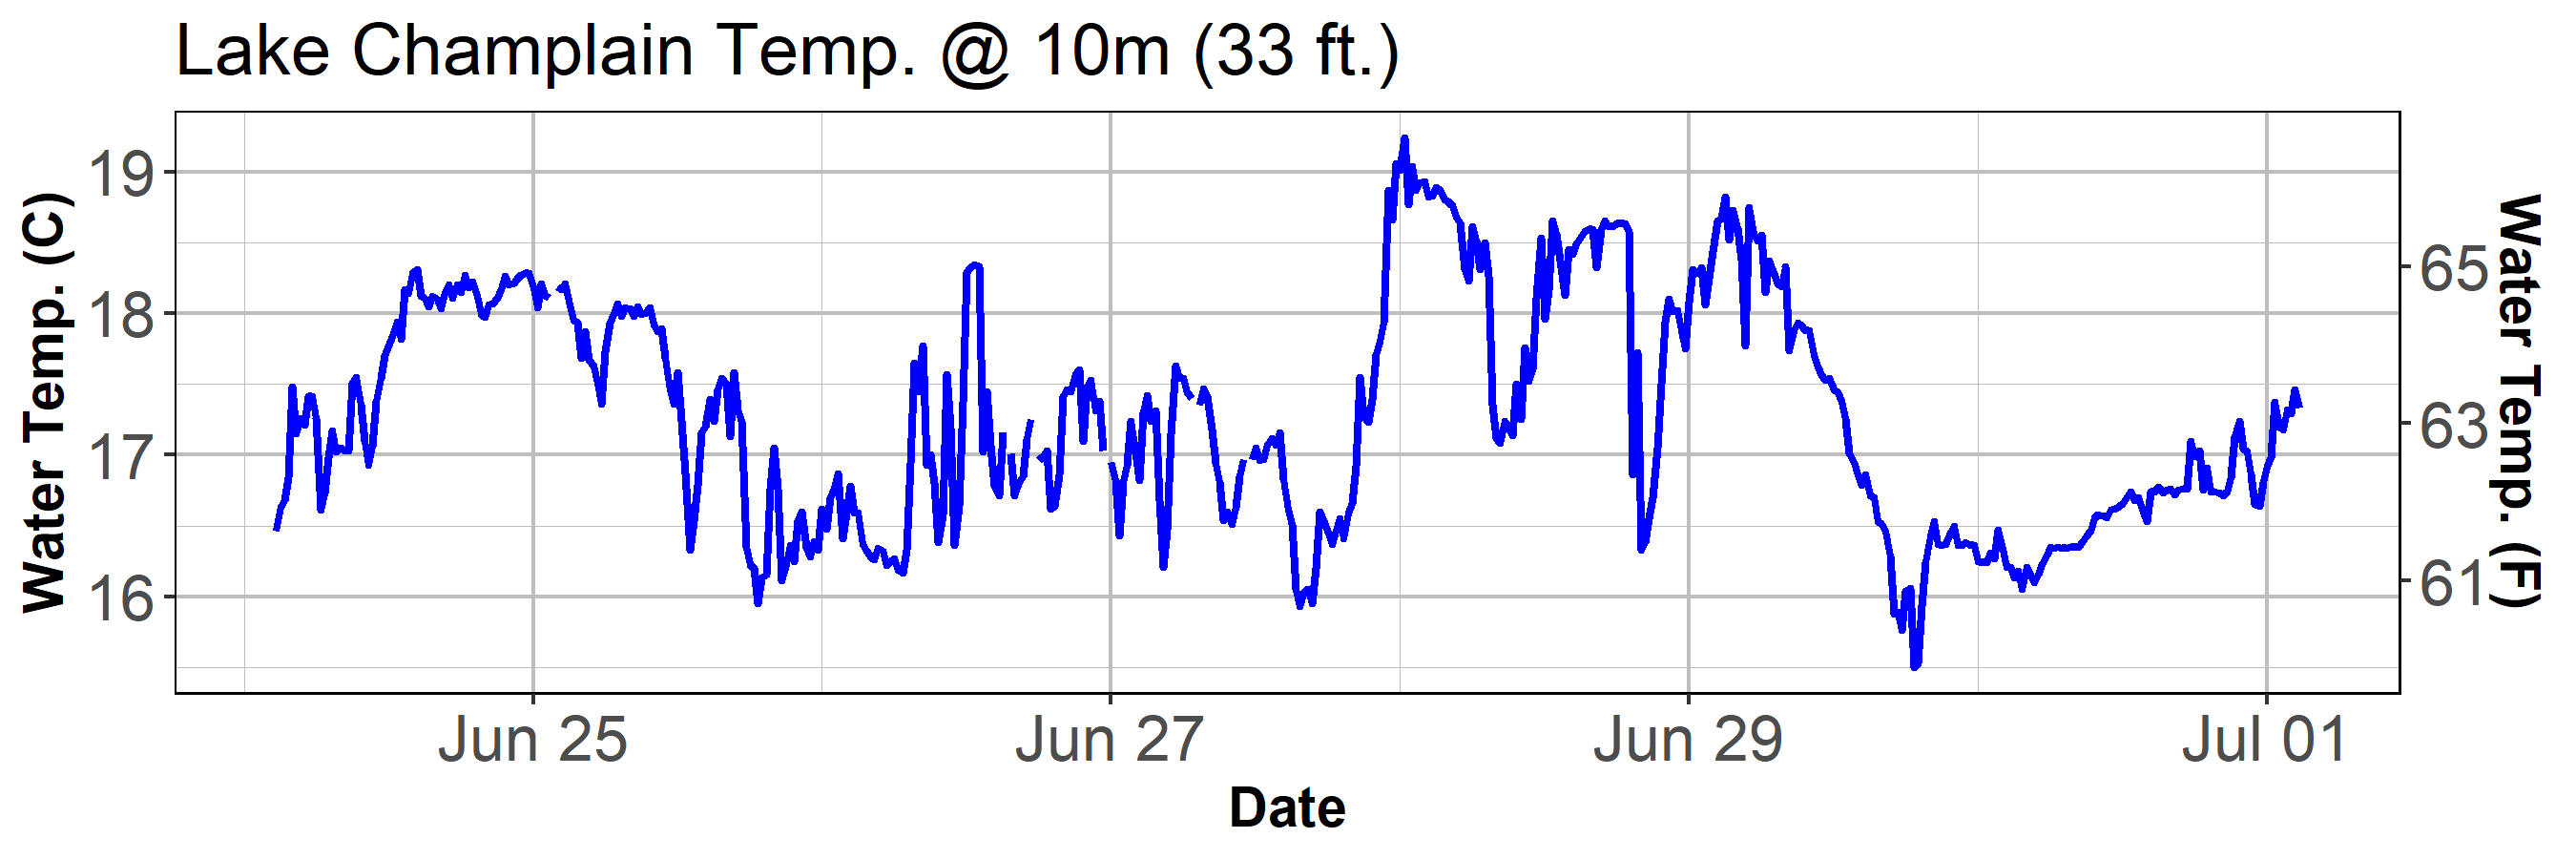 Lake Champlain Temp. @ 10m (33 ft.)
Water Temp. (C)
19
18
17
16
65
63
61
Water Temp. (F)
Jun 25
Jun 27
Jun 29
Jul 01
Date